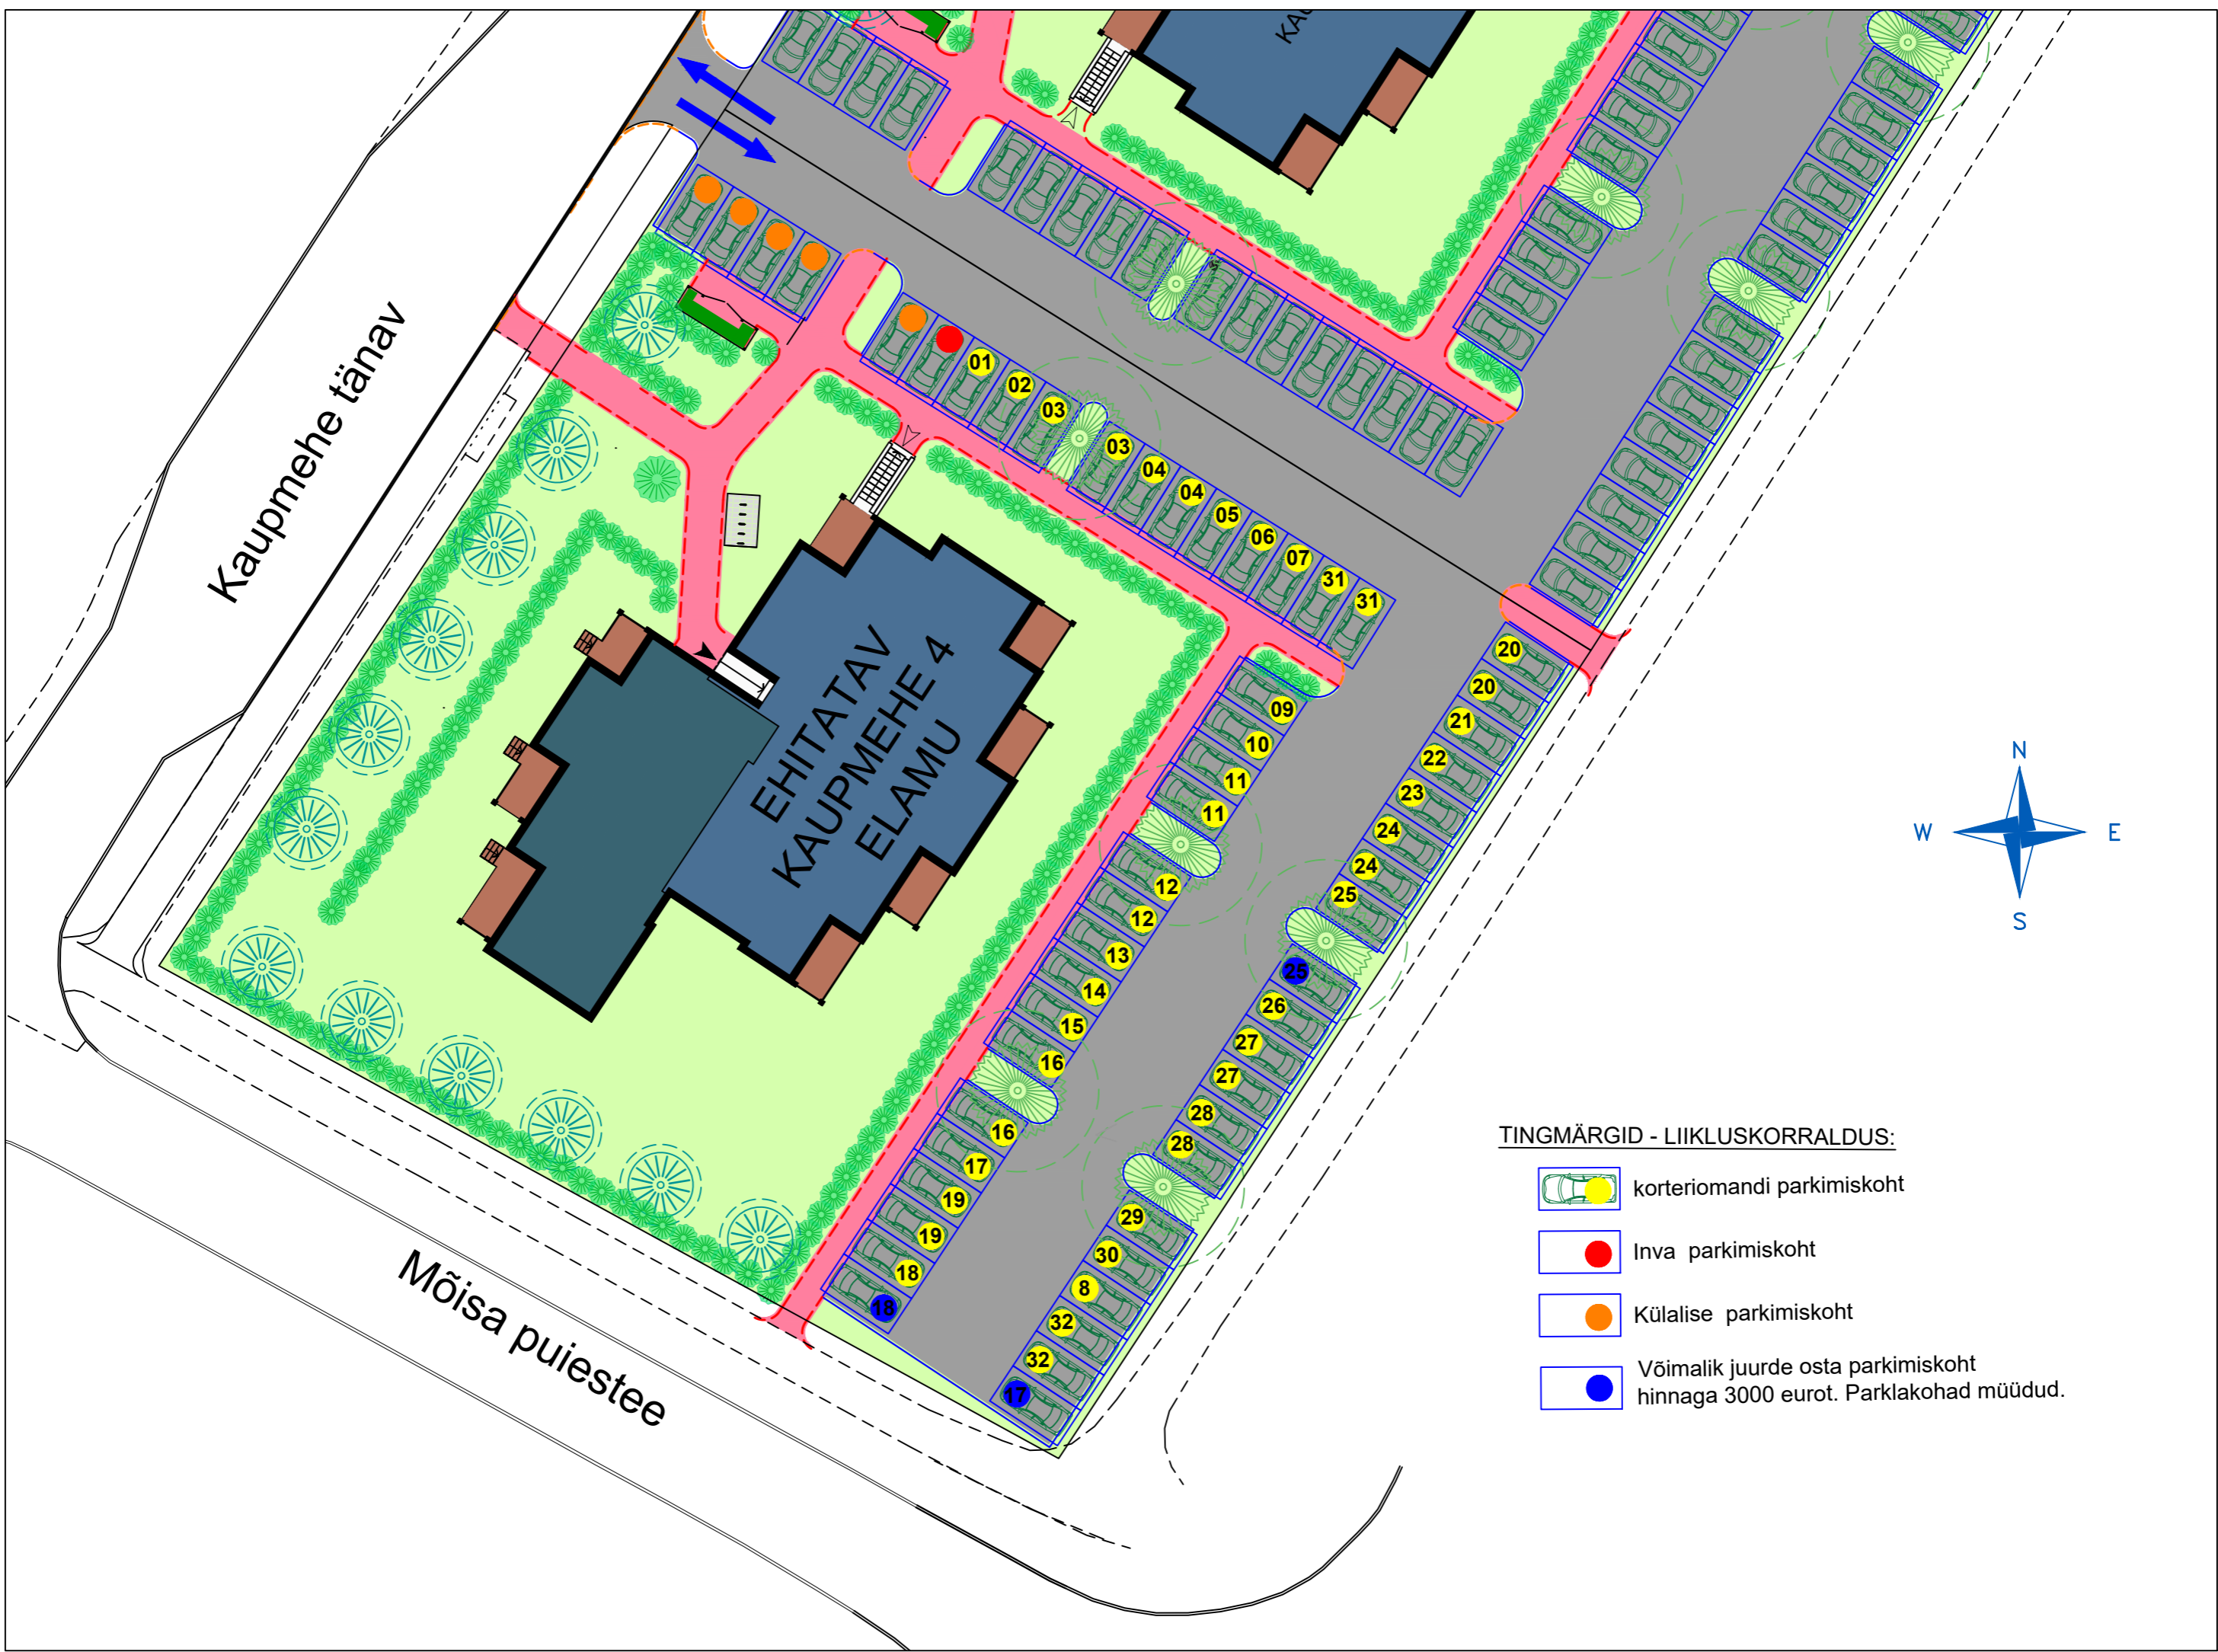 KAU
Kaupmehe tänav
01
02
03
03
04
04
05
06
07
31
31
EHITATAV
KAUPMEHE 4
ELAMU
09
10
11
11
12
12
13
14
15
16
16
17
19
19
18
18
20
20
21
22
23
24
24
25
25
26
27
27
28
28
29
30
8
32
32
17
Mõisa puiestee
N
W
E
S
TINGMÄRGID - LIIKLUSKORRALDUS:
korteriomandi parkimiskoht
Inva parkimiskoht
Külalise parkimiskoht
Võimalik juurde osta parkimiskoht
hinnaga 3000 eurot. Parklakohad müüdud.